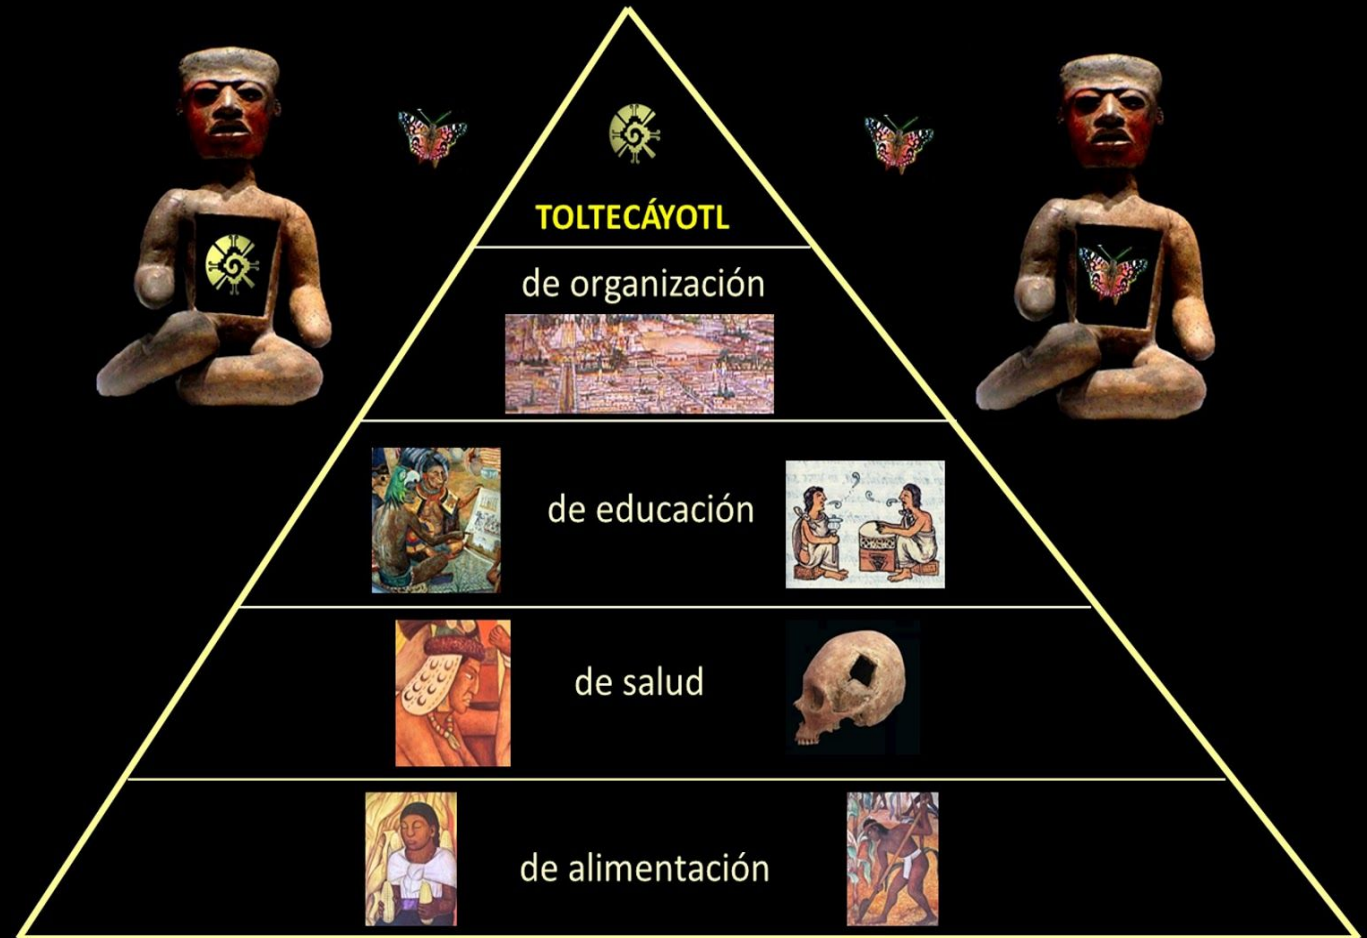 TOLTECÁYOTL
de organización
de educación
de salud
de alimentación